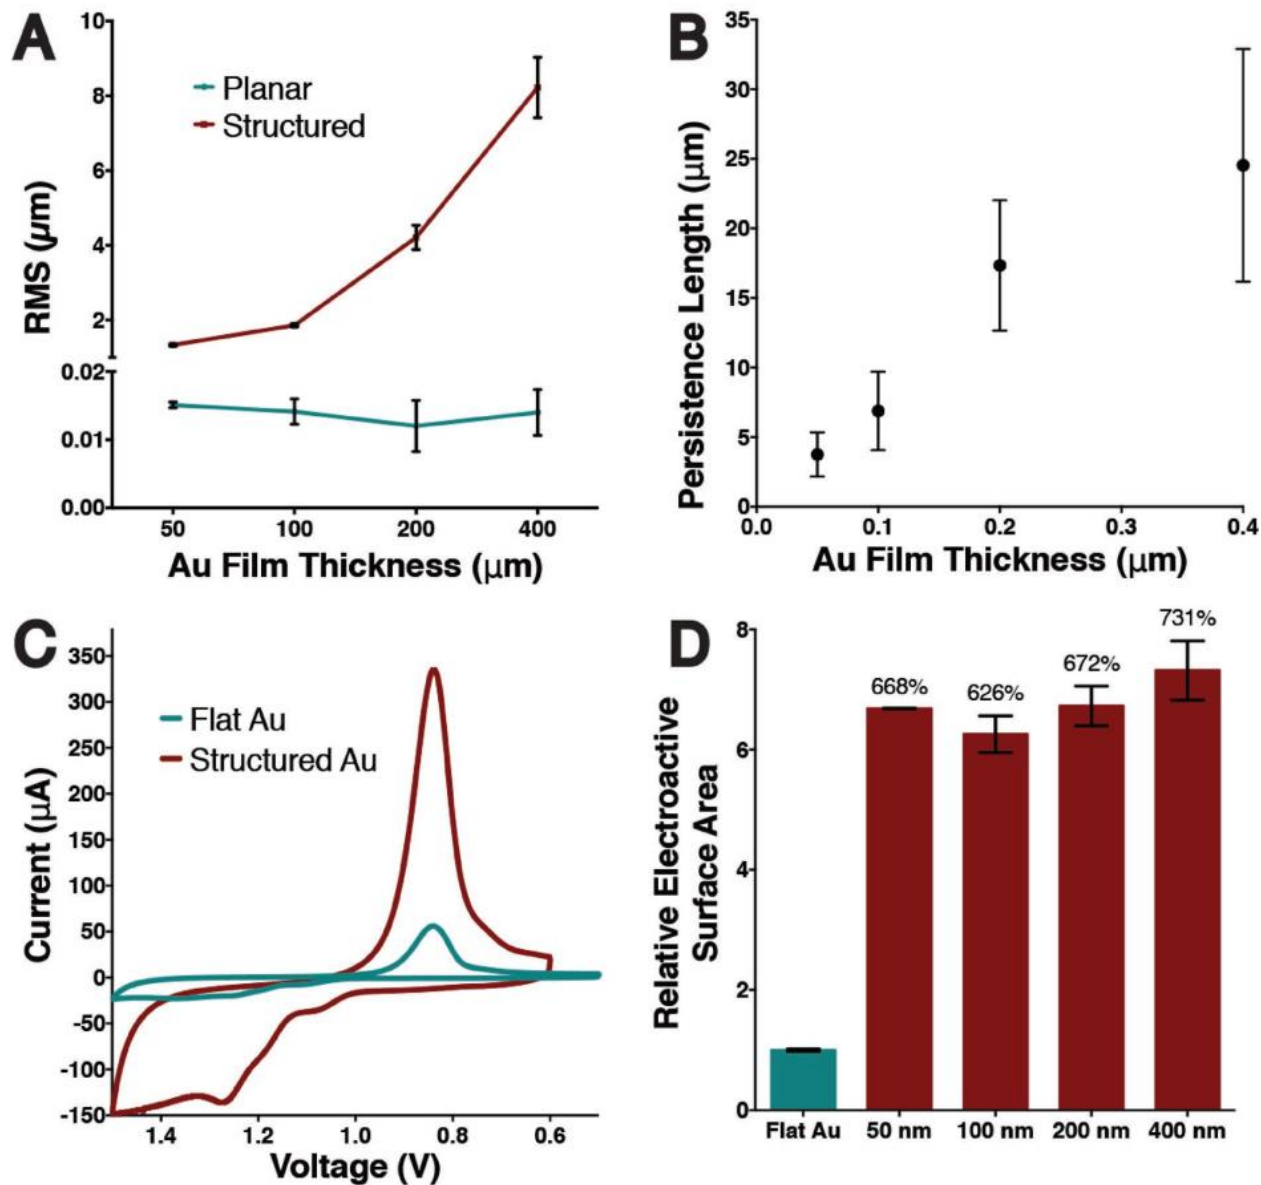 A
10
8
6
4
2
0.02
0.01
0.00
RMS (µm)
Planar
Structured
50 100 200 400
Au Film Thickness (µm)
B
35
30
25
20
15
10
5
0
Persistence Length (µm)
0.0 0.1 0.2 0.3 0.4
Au Film Thickness (µm)
C
350
300
250
200
150
100
50
0
-50
-100
-150
Current (µA)
Flat Au
Structured Au
1.4 1.2 1.0 0.8 0.6
Voltage (V)
D
8
6
4
2
0
Relative Electroactive
Surface Area
668%
626%
672%
731%
Flat Au 50 nm 100 nm 200 nm 400 nm